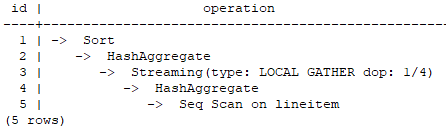 id | operation
----+--------------------------------------------------
1 | -> Sort
2 | -> HashAggregate
3 | -> Streaming(type: LOCAL GATHER dop: 1/4)
4 | -> HashAggregate
5 | -> Seq Scan on lineitem
(5 rows)